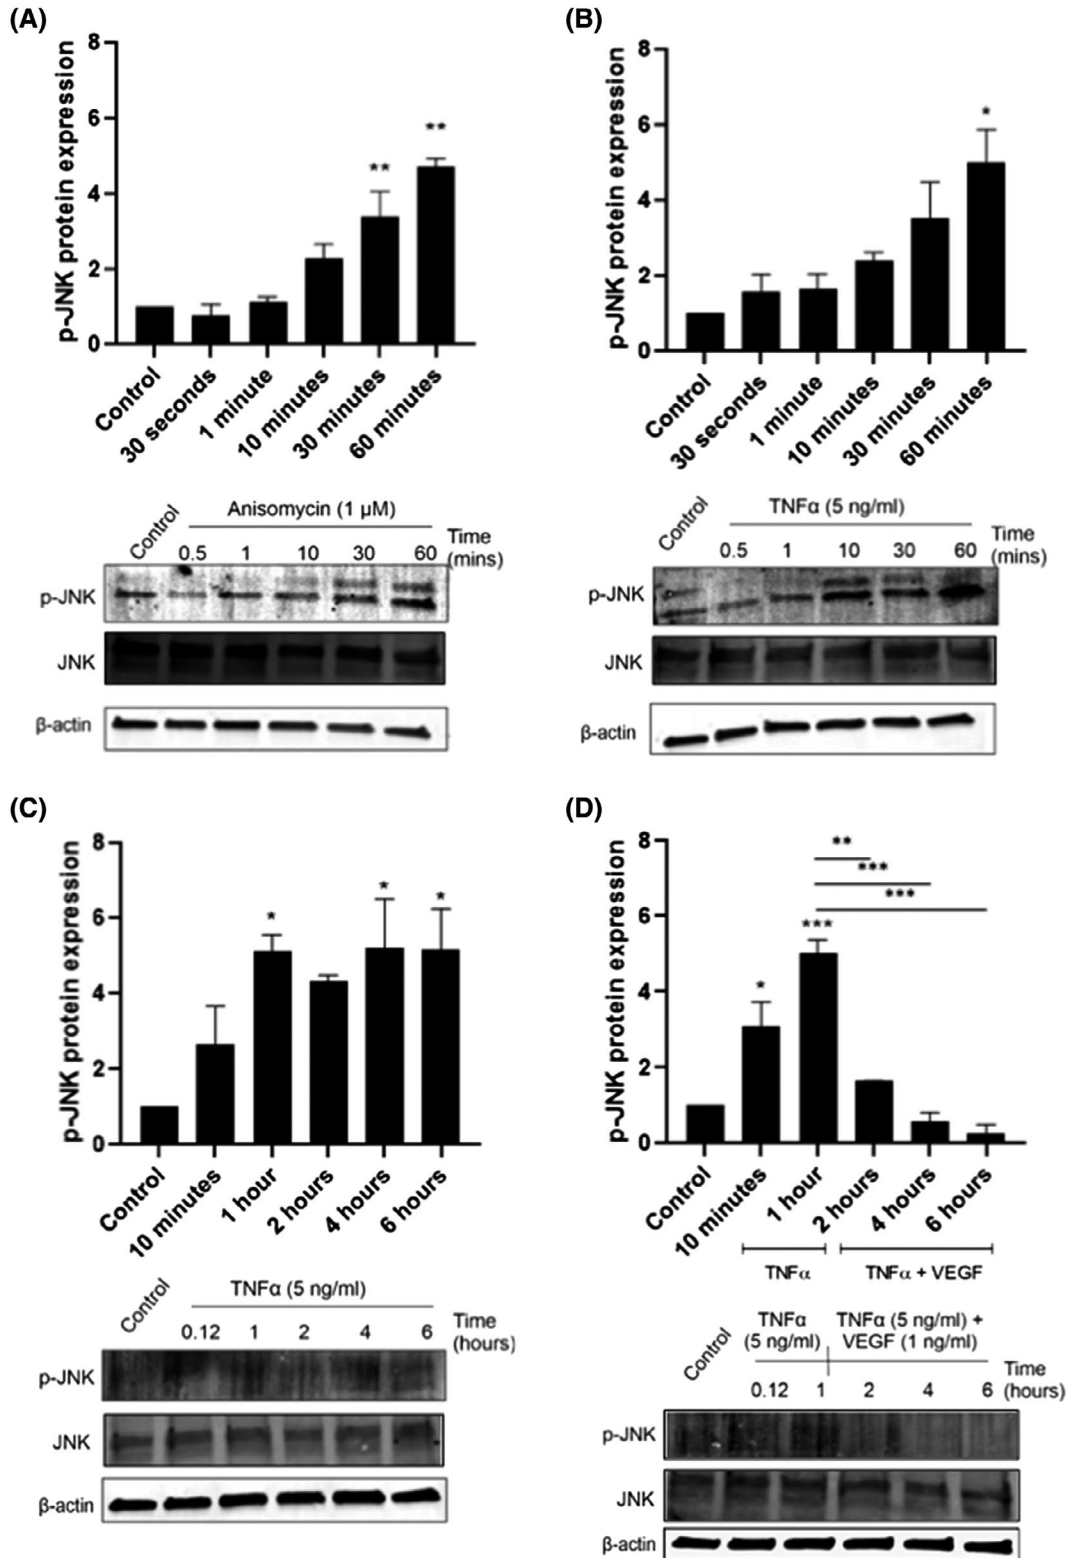 (A)
p-JNK protein expression
8
6
4
2
0
**
**
Control
30 seconds
1 minute
10 minutes
30 minutes
60 minutes
Control
Anisomycin (1 µM)
0.5 1 10 30 60
Time
(mins)
p-JNK
JNK
β-actin
(B)
p-JNK protein expression
8
6
4
2
0
*
Control
30 seconds
1 minute
10 minutes
30 minutes
60 minutes
Control
TNFα (5 ng/ml)
0.5 1 10 30 60
Time
(mins)
p-JNK
JNK
β-actin
(C)
p-JNK protein expression
8
6
4
2
0
*
*
*
Control
10 minutes
1 hour
2 hours
4 hours
6 hours
Control
TNFα (5 ng/ml)
0.12 1 2 4 6
Time
(hours)
p-JNK
JNK
β-actin
(D)
p-JNK protein expression
8
6
4
2
0
**
***
***
***
*
Control
10 minutes
1 hour
2 hours
4 hours
6 hours
TNFα
TNFα + VEGF
Control
TNFα
(5 ng/ml)
TNFα (5 ng/ml) +
VEGF (1 ng/ml)
0.12 1 2 4 6
Time
(hours)
p-JNK
JNK
β-actin